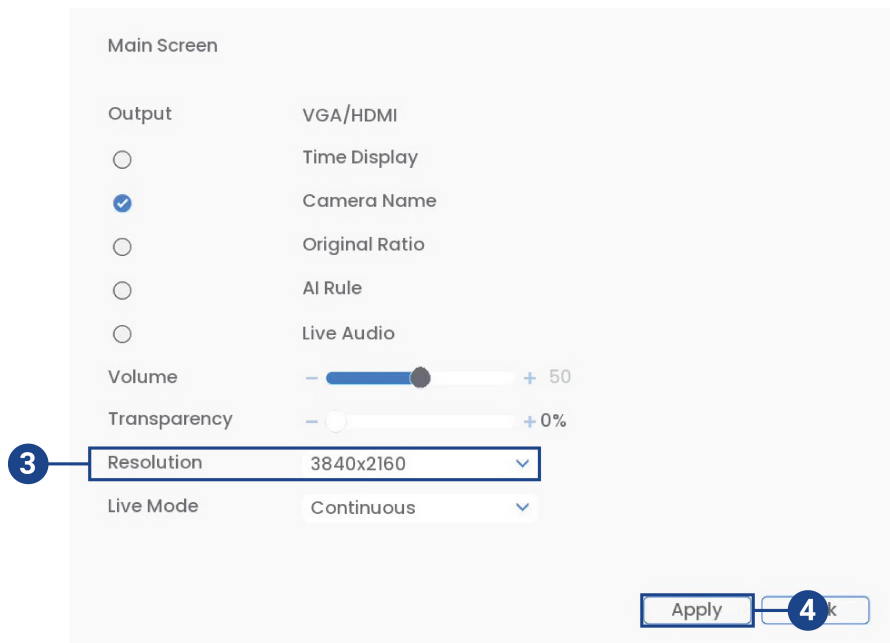 Main Screen
Output VGA/HDMI
Time Display
Camera Name
Original Ratio
AI Rule
Live Audio
Volume - + 50
Transparency - + 0%
3 Resolution 3840x2160
Live Mode Continuous
Apply 4 k